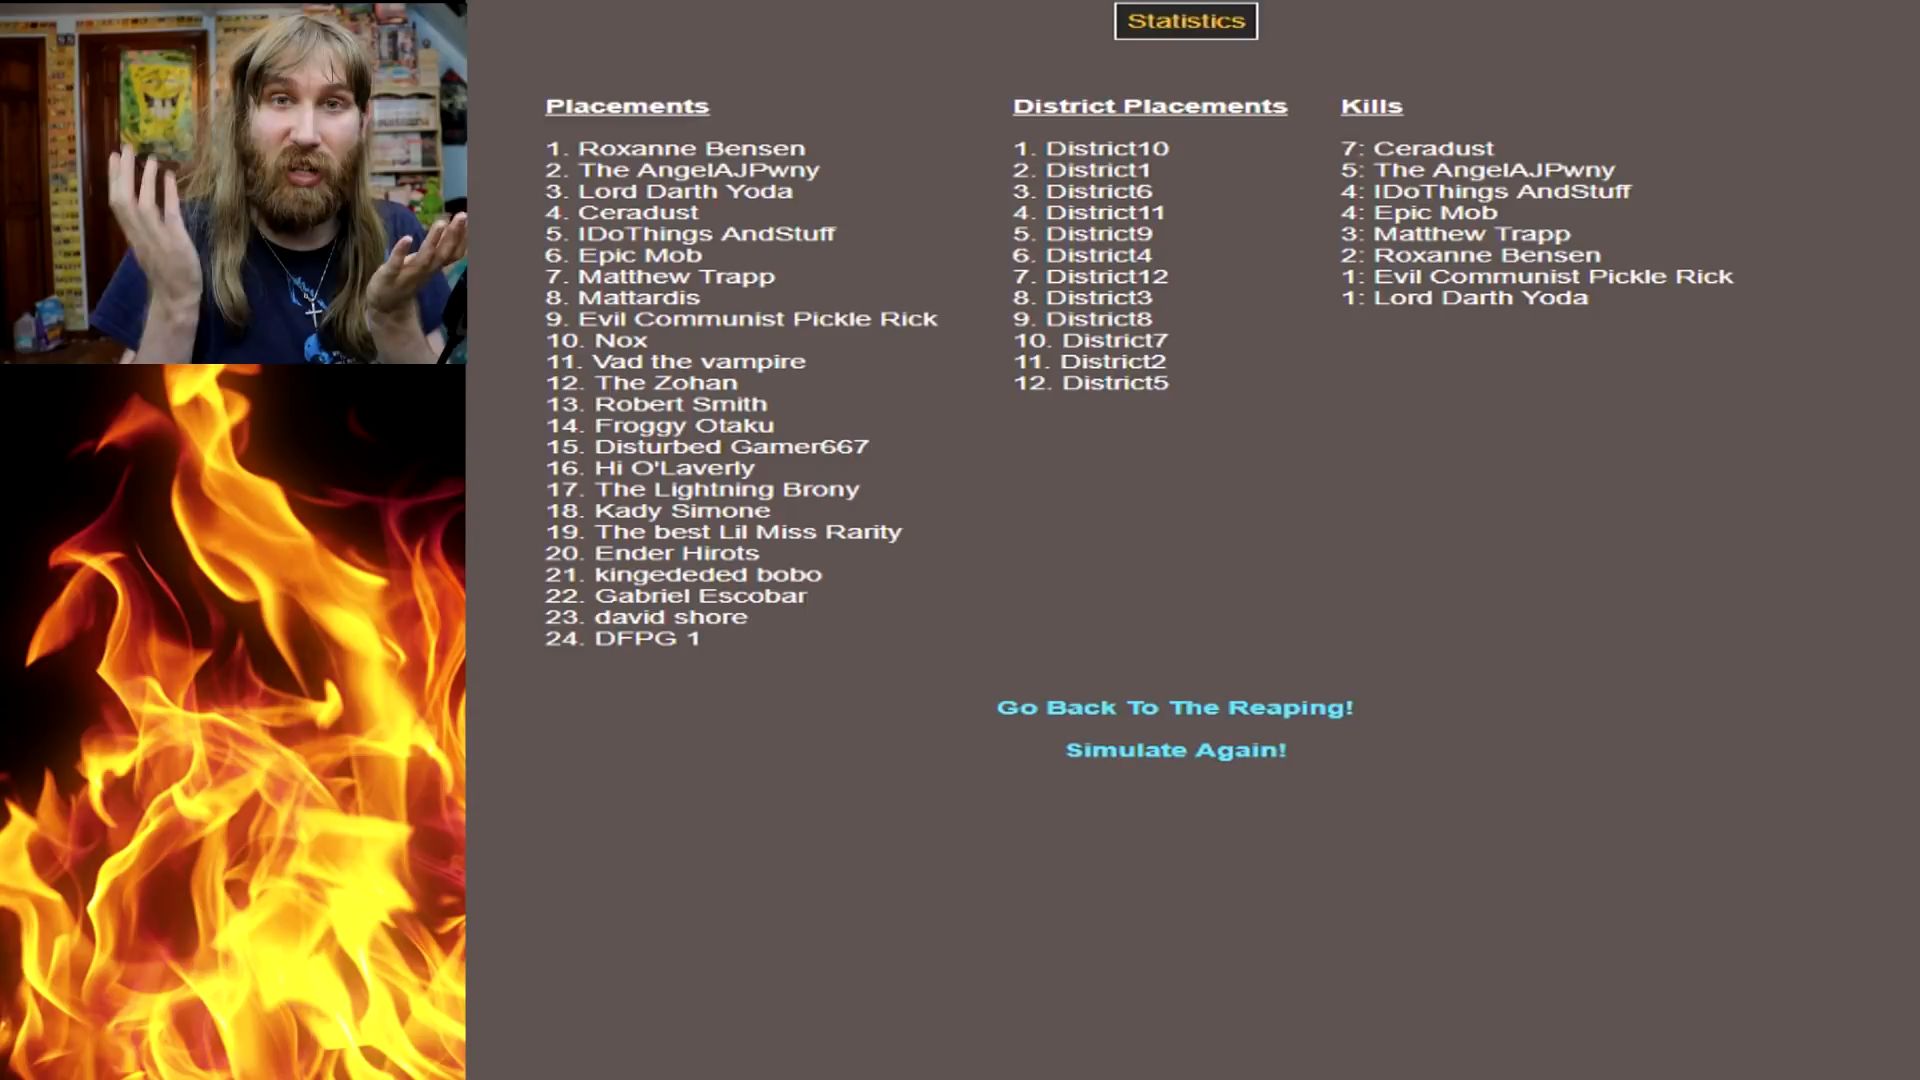 Statistics
Placements
1. Roxanne Bensen
2. The AngelAJPwny
3. Lord Darth Yoda
4. Ceradust
5. IDoThings AndStuff
6. Epic Mob
7. Matthew Trapp
8. Mattardis
9. Evil Communist Pickle Rick
10. Nox
11. Vad the vampire
12. The Zohan
13. Robert Smith
14. Froggy Otaku
15. Disturbed Gamer667
16. Hi O'Laverly
17. The Lightning Brony
18. Kady Simone
19. The best Lil Miss Rarity
20. Ender Hirots
21. kingededed bobo
22. Gabriel Escobar
23. david shore
24. DFPG 1
District Placements
1. District10
2. District1
3. District6
4. District11
5. District9
6. District4
7. District12
8. District3
9. District8
10. District7
11. District2
12. District5
Kills
7: Ceradust
5: The AngelAJPwny
4: IDoThings AndStuff
4: Epic Mob
3: Matthew Trapp
2: Roxanne Bensen
1: Evil Communist Pickle Rick
1: Lord Darth Yoda
Go Back To The Reaping!
Simulate Again!